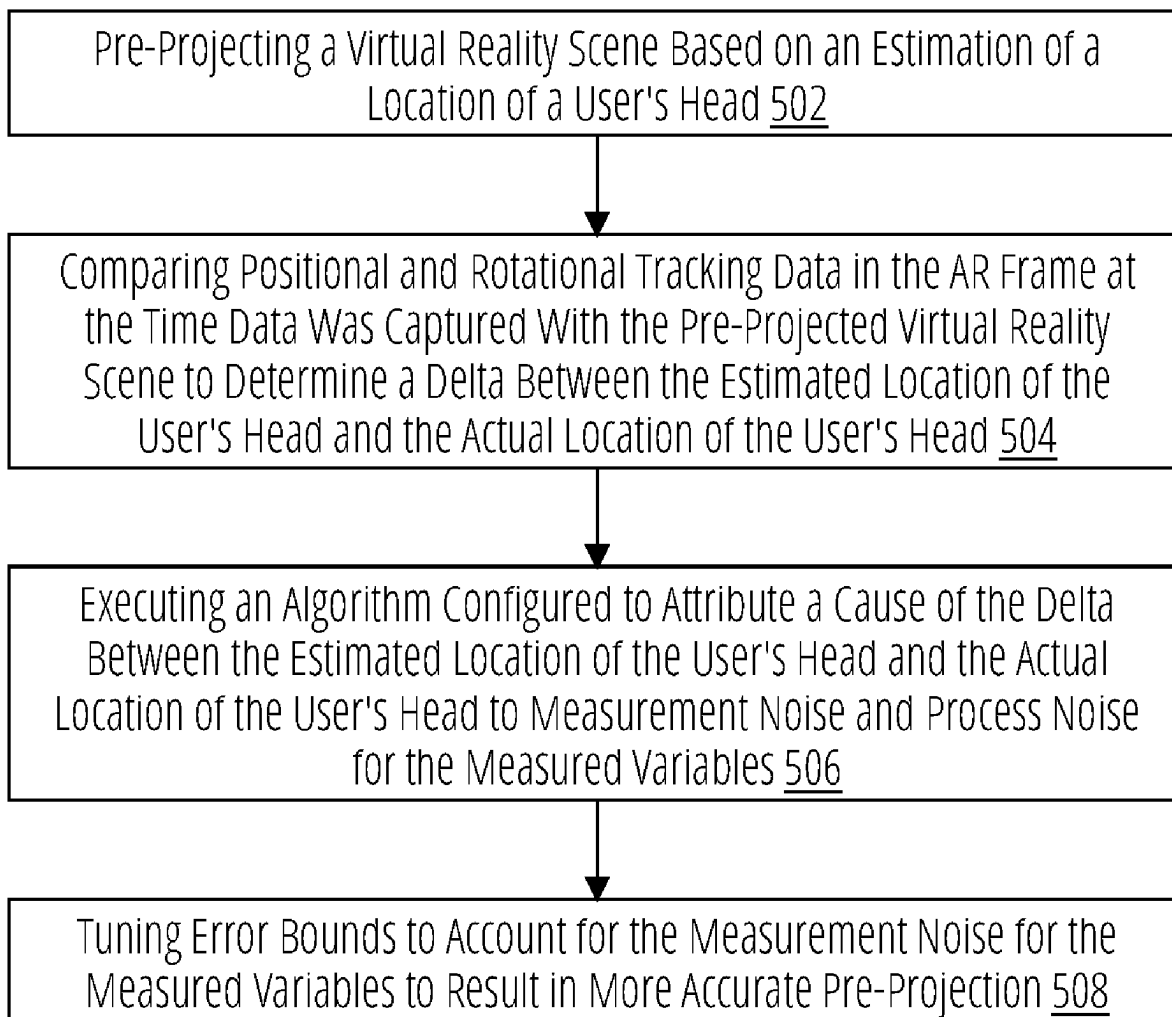 Pre-Projecting a Virtual Reality Scene Based on an Estimation of a
Location of a User's Head 502
Comparing Positional and Rotational Tracking Data in the AR Frame at
the Time Data Was Captured With the Pre-Projected Virtual Reality
Scene to Determine a Delta Between the Estimated Location of the
User's Head and the Actual Location of the User's Head 504
Executing an Algorithm Configured to Attribute a Cause of the Delta
Between the Estimated Location of the User's Head and the Actual
Location of the User's Head to Measurement Noise and Process Noise
for the Measured Variables 506
Tuning Error Bounds to Account for the Measurement Noise for the
Measured Variables to Result in More Accurate Pre-Projection 508